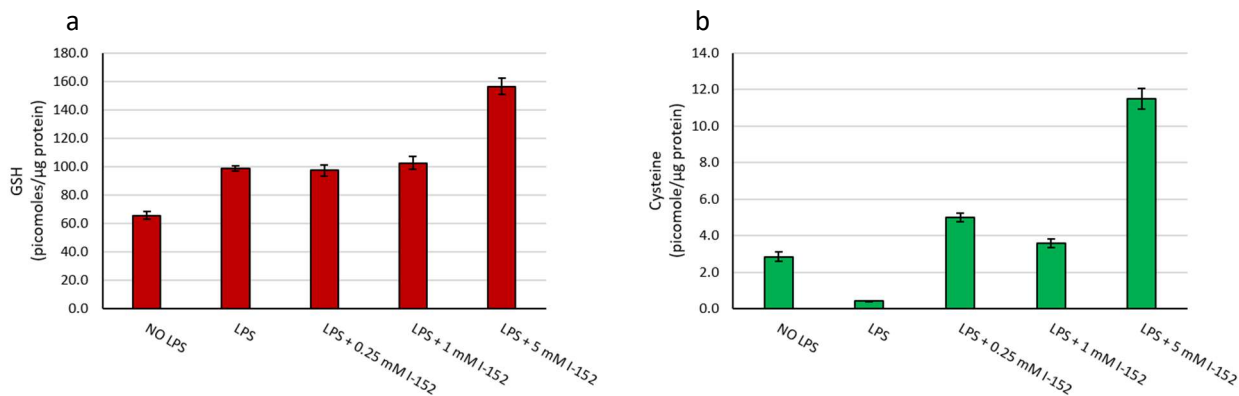 a
180.0
160.0
140.0
120.0
100.0
80.0
60.0
40.0
20.0
0.0
GSH
(picomoles/µg protein)
NO LPS
LPS
LPS + 0.25 mM I-152
LPS + 1 mM I-152
LPS + 5 mM I-152
b
14.0
12.0
10.0
8.0
6.0
4.0
2.0
0.0
Cysteine
(picomole/µg protein)
NO LPS
LPS
LPS + 0.25 mM I-152
LPS + 1 mM I-152
LPS + 5 mM I-152